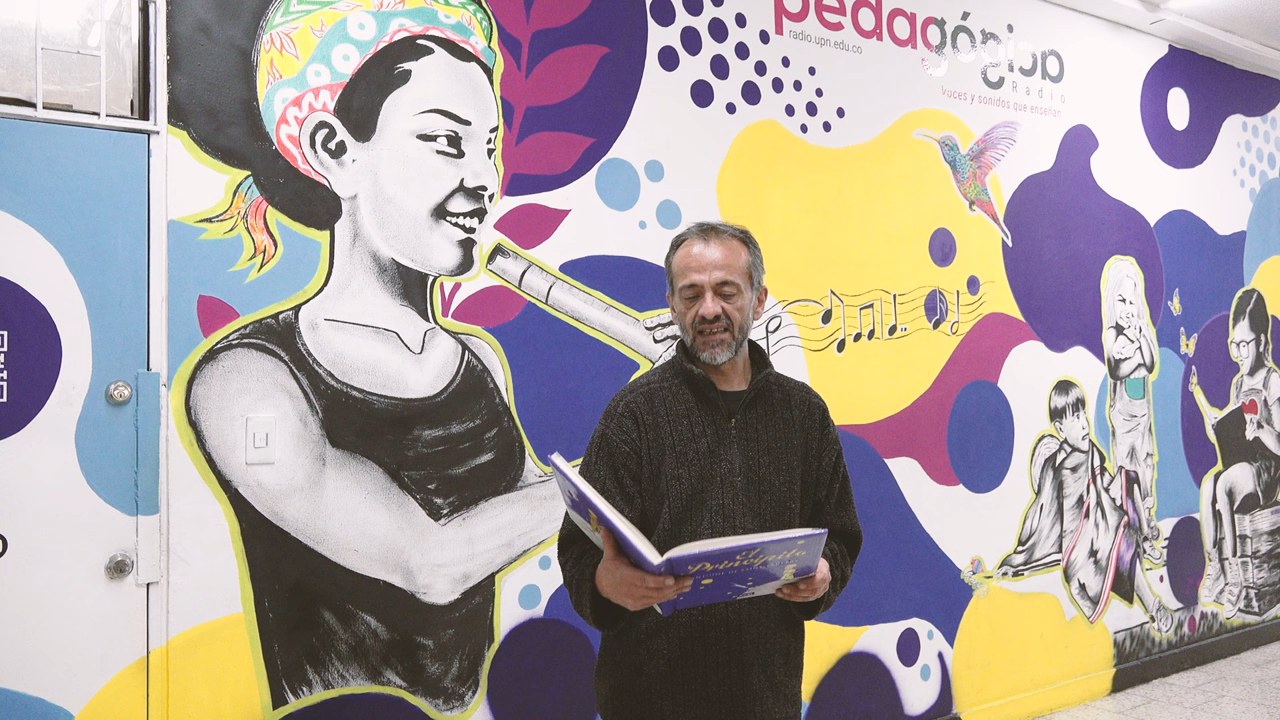 pedagógica
radio.upn.edu.co
Radio
Voces y sonidos que enseñan
El
Principito